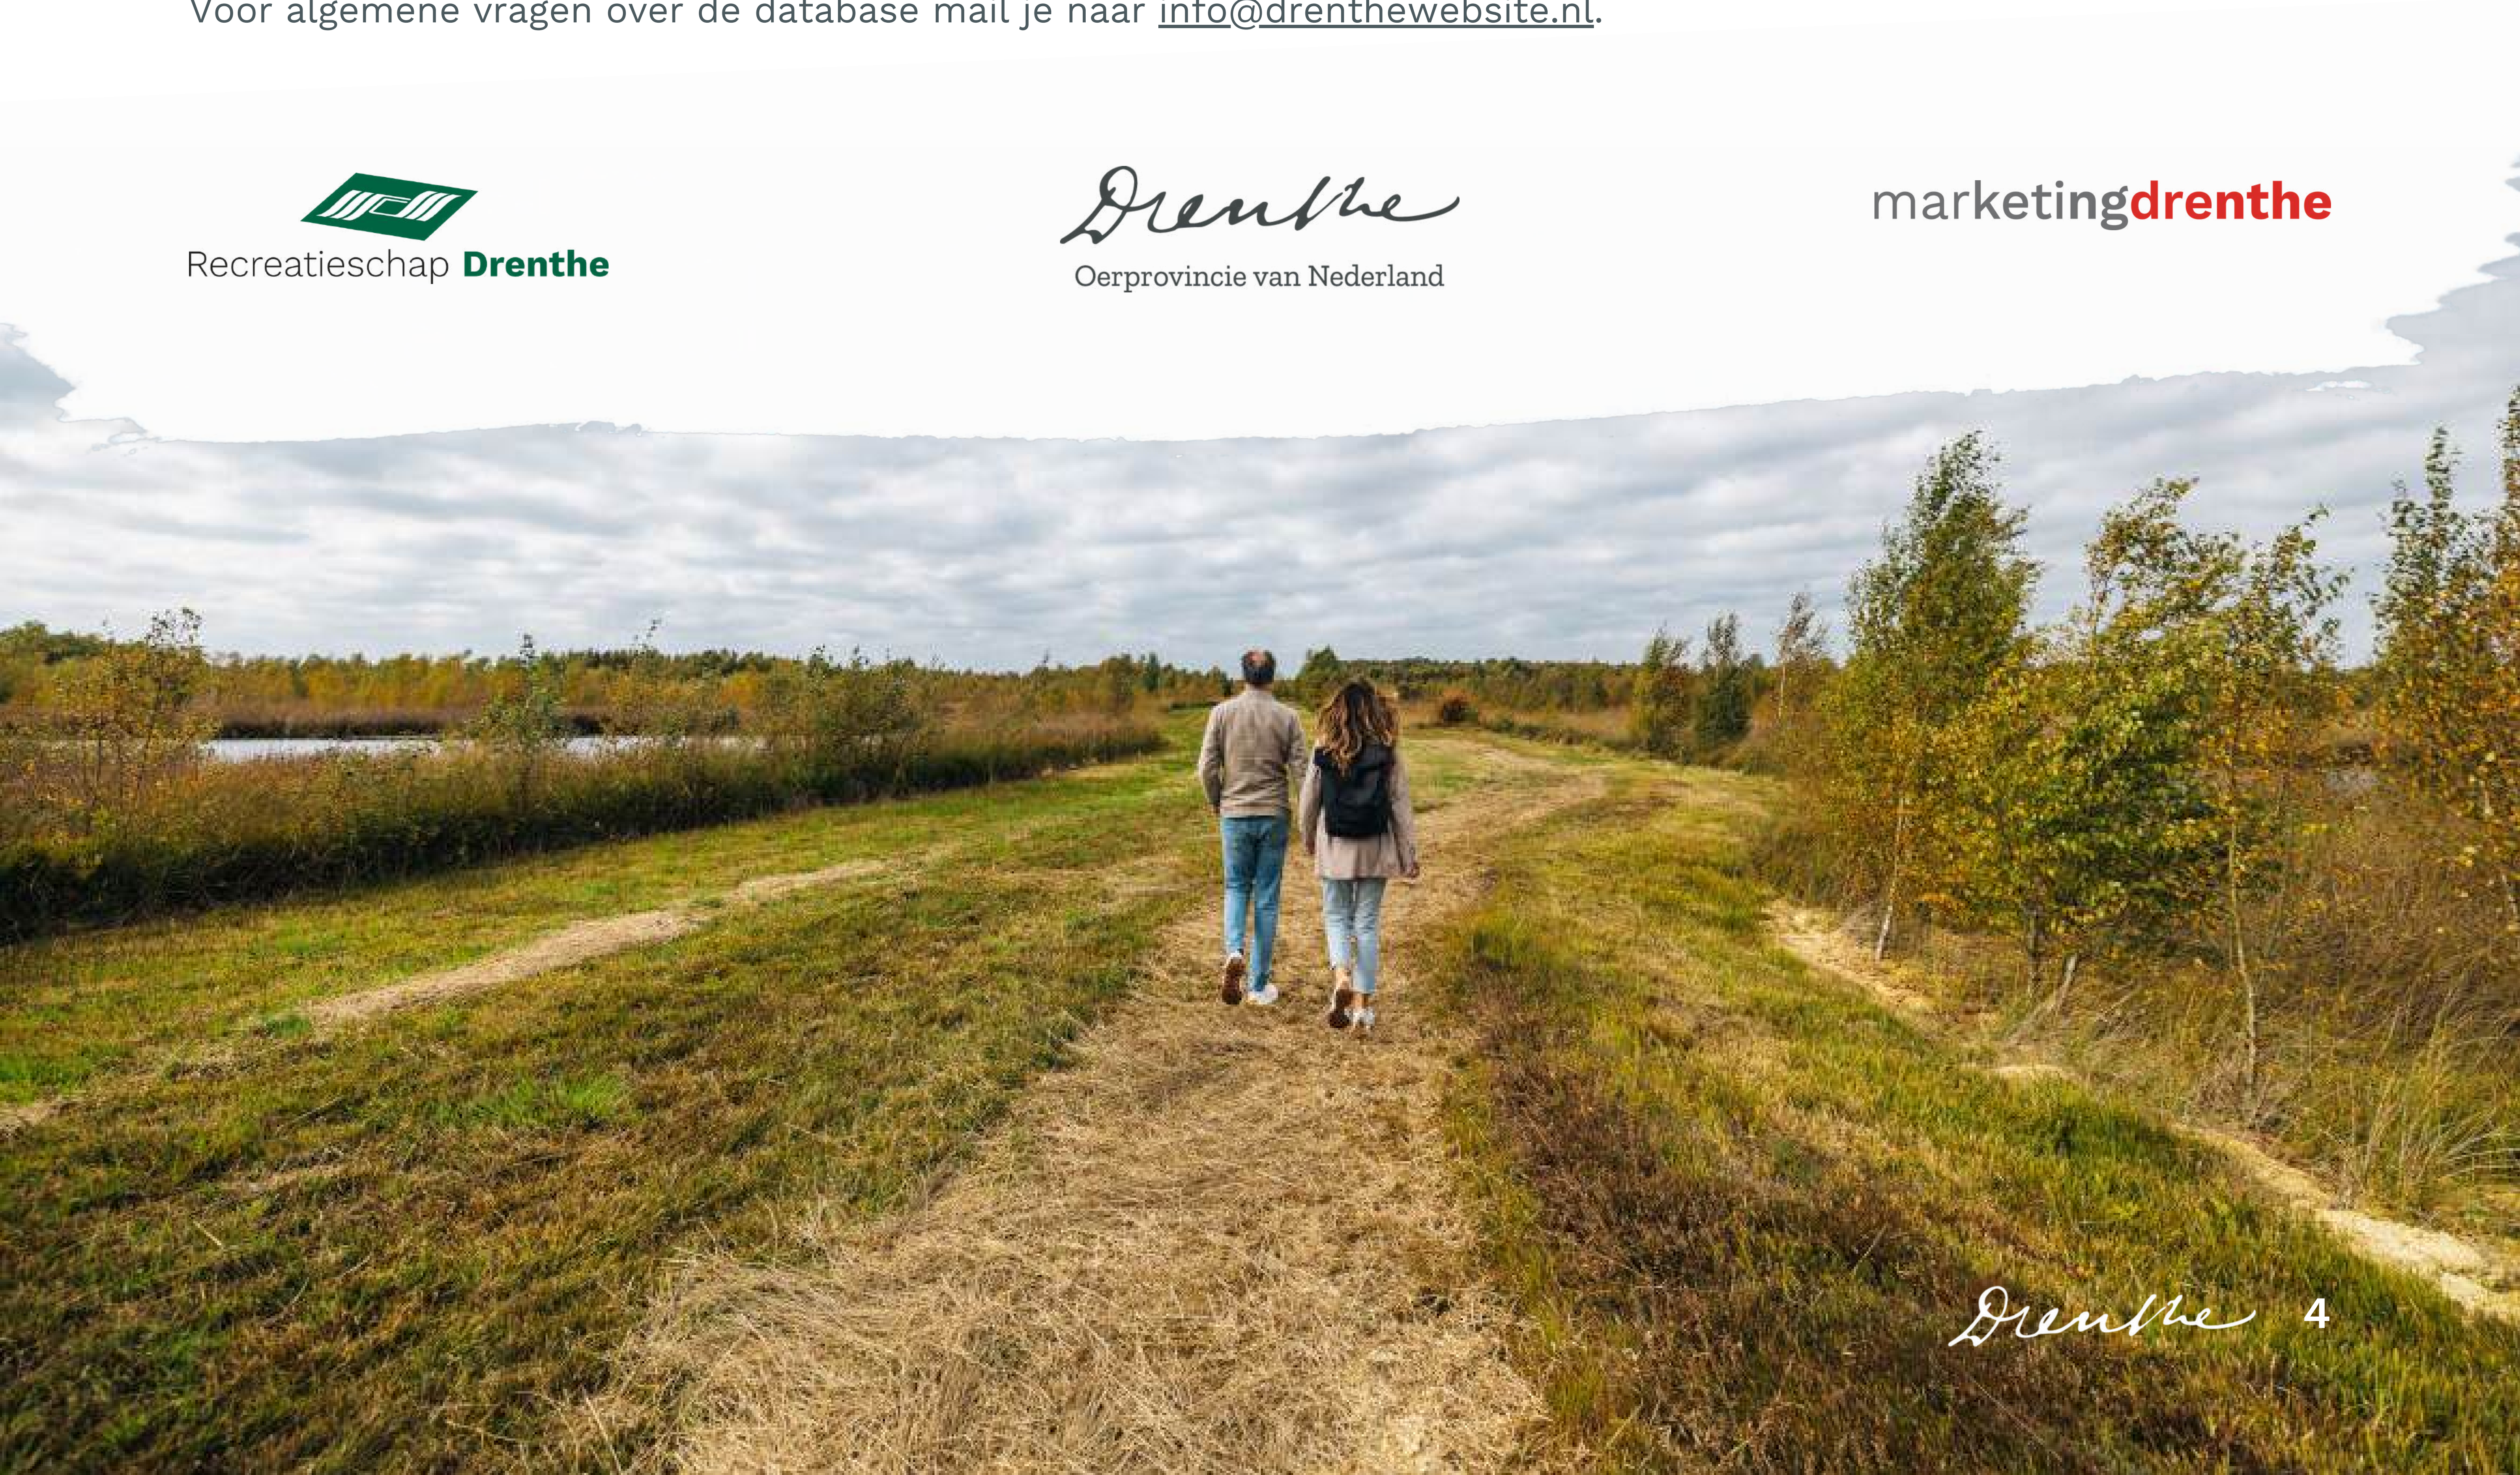 Voor algemene vragen over de database mail je naar info@drenthewebsite.nl.
Recreatieschap Drenthe
Drenthe
Oerprovincie van Nederland
marketingdrenthe
Drenthe 4